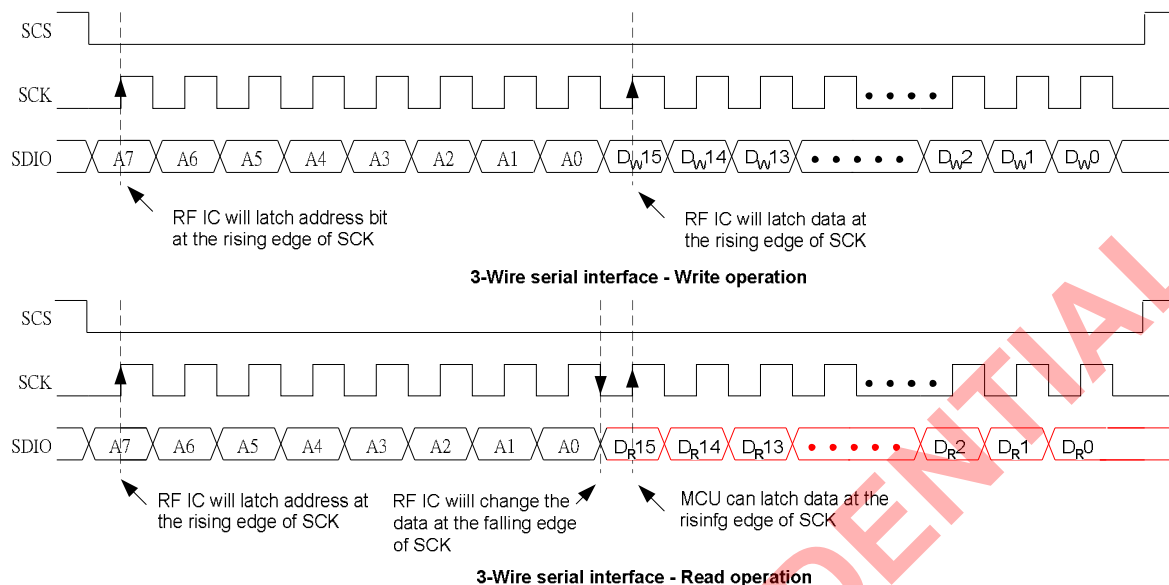 SCS
SCK
SDIO A7 A6 A5 A4 A3 A2 A1 A0 DW15 DW14 DW13 DW2 DW1 DW0
RF IC will latch address bit
at the rising edge of SCK
RF IC will latch data at
the rising edge of SCK
3-Wire serial interface - Write operation
SCS
SCK
SDIO A7 A6 A5 A4 A3 A2 A1 A0 DR15 DR14 DR13 DR2 DR1 DR0
RF IC will latch address at
the rising edge of SCK
RF IC wiill change the
data at the falling edge
of SCK
MCU can latch data at the
risinfg edge of SCK
3-Wire serial interface - Read operation
DENTIAL